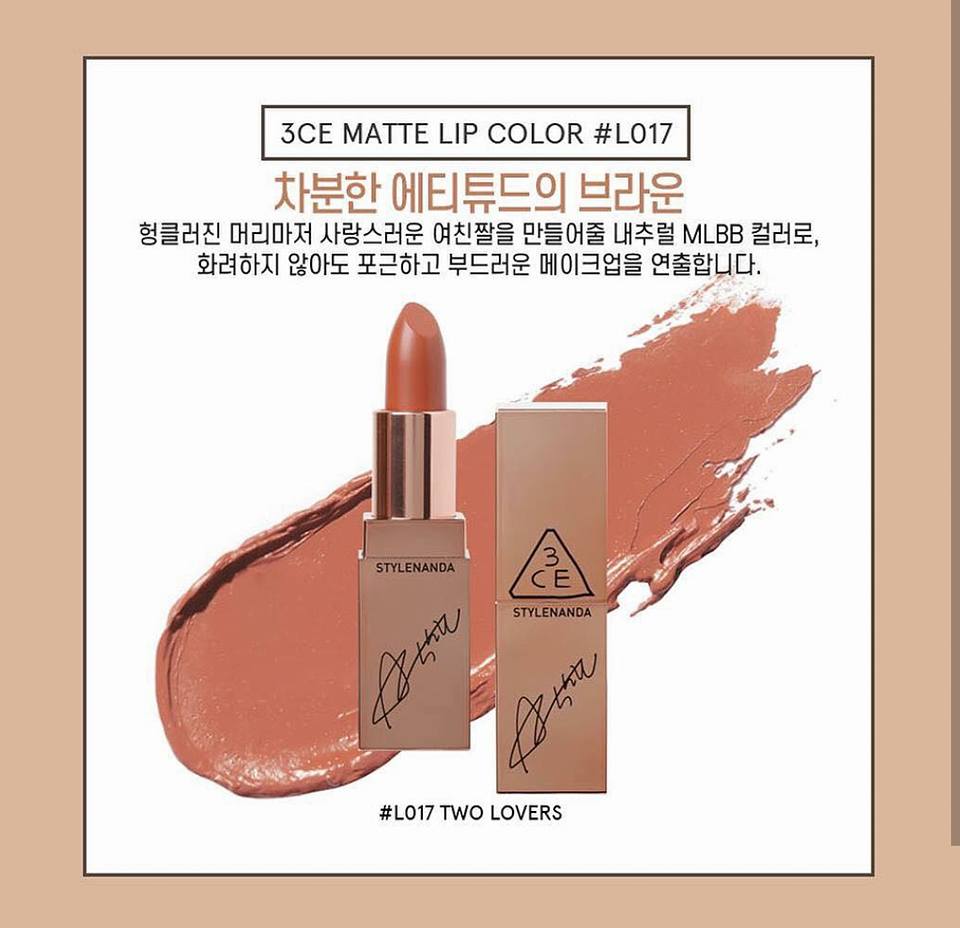 3CE MATTE LIP COLOR #L017
차분한 에티튜드의 브라운
헝클러진 머리마저 사랑스러운 여친짤을 만들어줄 내추럴 MLBB 컬러로,
화려하지 않아도 포근하고 부드러운 메이크업을 연출합니다.
3
CE
STYLENANDA
STYLENANDA
#L017 TWO LOVERS